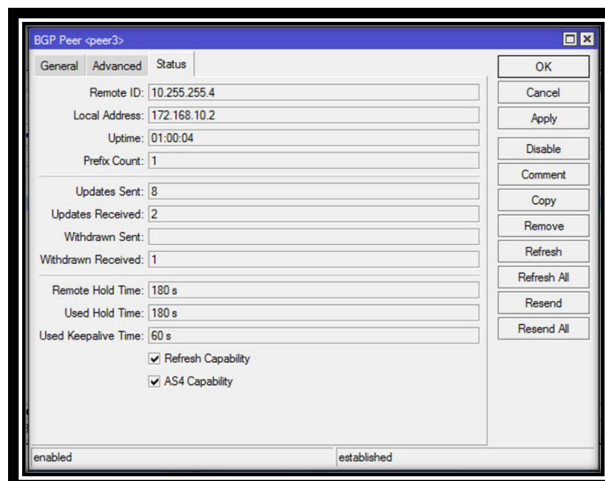 BGP Peer <peer3>
General Advanced Status
Remote ID: 10.255.255.4
Local Address: 172.168.10.2
Uptime: 01:00:04
Prefix Count: 1
Updates Sent: 8
Updates Received: 2
Withdrawn Sent:
Withdrawn Received: 1
Remote Hold Time: 180 s
Used Hold Time: 180 s
Used Keepalive Time: 60 s
Refresh Capability
AS4 Capability
OK
Cancel
Apply
Disable
Comment
Copy
Remove
Refresh
Refresh All
Resend
Resend All
enabled established